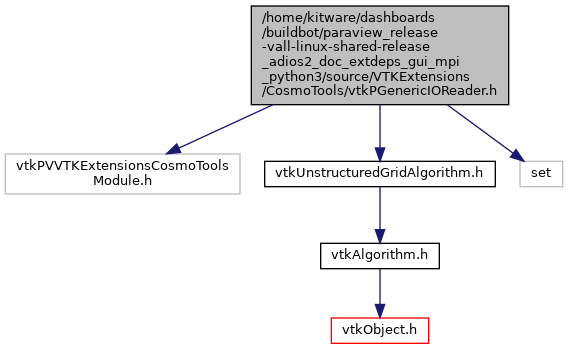 /home/kitware/dashboards
/buildbot/paraview_release
-vall-linux-shared-release
_adios2_doc_extdeps_gui_mpi
_python3/source/VTKExtensions
/CosmoTools/vtkPGenericIOReader.h
vtkPVVTKExtensionsCosmoTools
Module.h
vtkUnstructuredGridAlgorithm.h
set
vtkAlgorithm.h
vtkObject.h